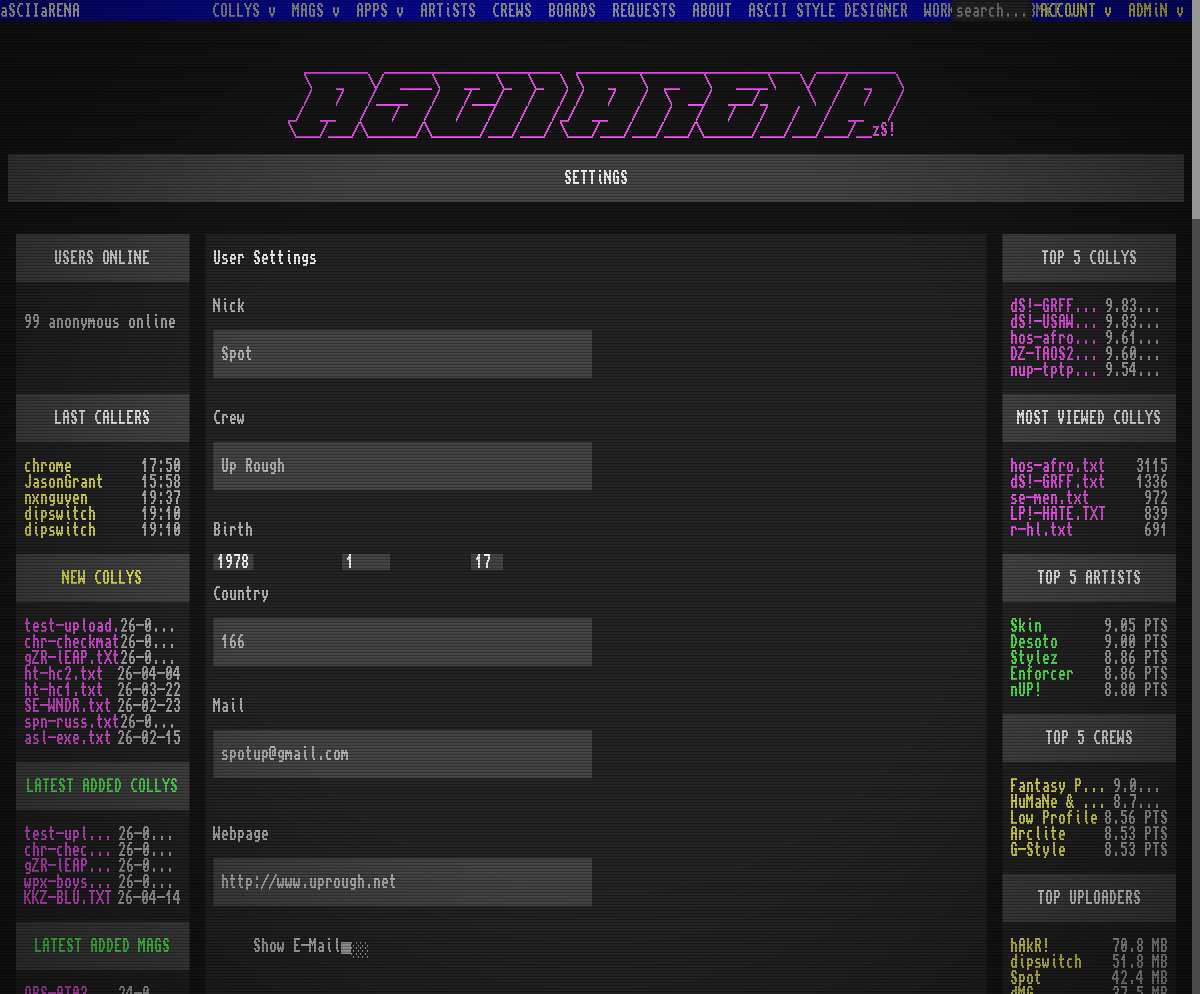 aSCIIaRENA
COLLYS v MAGS v APPS v ARTiSTS CREWS BOARDS REQUESTS ABOUT ASCII STYLE DESIGNER
search...
ACCOUNT v ADMiN v
ASCII ARENA
zS!
SETTiNGS
USERS ONLINE
99 anonymous online
LAST CALLERS
chrome 17:50
JasonGrant 15:58
nxnguyen 19:37
dipswitch 19:10
dipswitch 19:10
NEW COLLYS
test-upload. 26-0...
chr-checkmat 26-0...
gZR-lEAP.tXt 26-0...
ht-hc2.txt 26-04-04
ht-hc1.txt 26-03-22
SE-WNDR.txt 26-02-23
spn-russ.txt 26-0...
asl-exe.txt 26-02-15
LATEST ADDED COLLYS
test-upl... 26-0...
chr-chec... 26-0...
gZR-lEAP... 26-0...
wpx-boys... 26-0...
KKZ-BLU.TXT 26-04-14
LATEST ADDED MAGS
User Settings
Nick
Spot
Crew
Up Rough
Birth
1978 1 17
Country
166
Mail
spotup@gmail.com
Webpage
http://www.uprough.net
Show E-Mail
TOP 5 COLLYS
dS!-GRFF... 9.83...
dS!-USAW... 9.83...
hos-afro... 9.61...
DZ-TAOS2... 9.60...
nup-tptp... 9.54...
MOST VIEWED COLLYS
hos-afro.txt 3115
dS!-GRFF.txt 1336
se-men.txt 972
LP!-HATE.TXT 839
r-hl.txt 691
TOP 5 ARTISTS
Skin 9.05 PTS
Desoto 9.00 PTS
Stylez 8.86 PTS
Enforcer 8.86 PTS
nUP! 8.80 PTS
TOP 5 CREWS
Fantasy P... 9.0...
HuMaNe & ... 8.7...
Low Profile 8.56 PTS
Arclite 8.53 PTS
G-Style 8.53 PTS
TOP UPLOADERS
hAkR! 70.8 MB
dipswitch 51.8 MB
Spot 42.4 MB